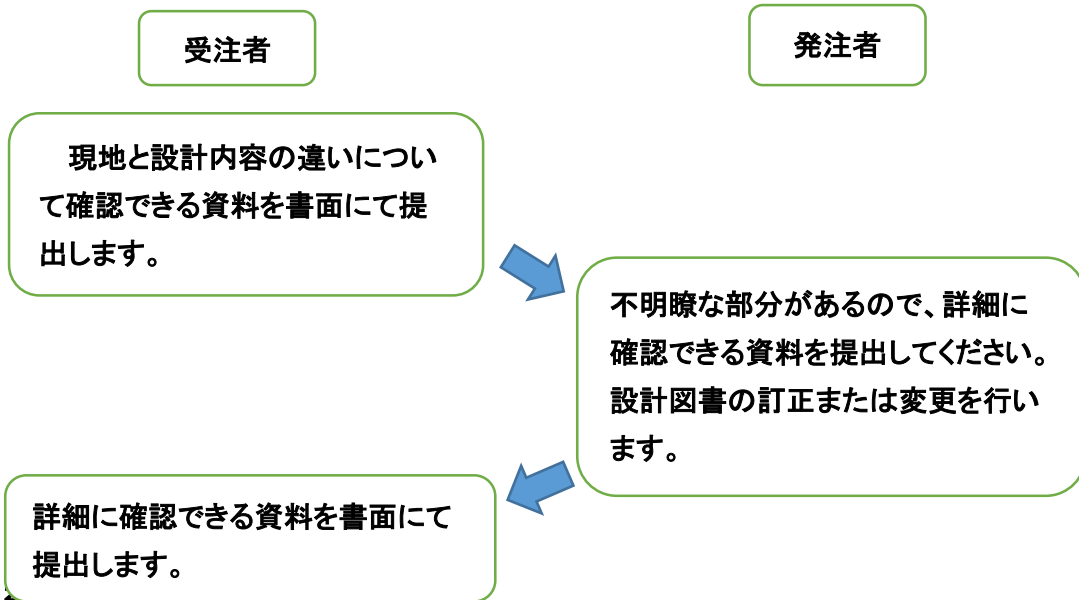 受注者
発注者
現地と設計内容の違いについ
て確認できる資料を書面にて提
出します。
不明瞭な部分があるので、詳細に
確認できる資料を提出してください。
設計図書の訂正または変更を行い
ます。
詳細に確認できる資料を書面にて
提出します。